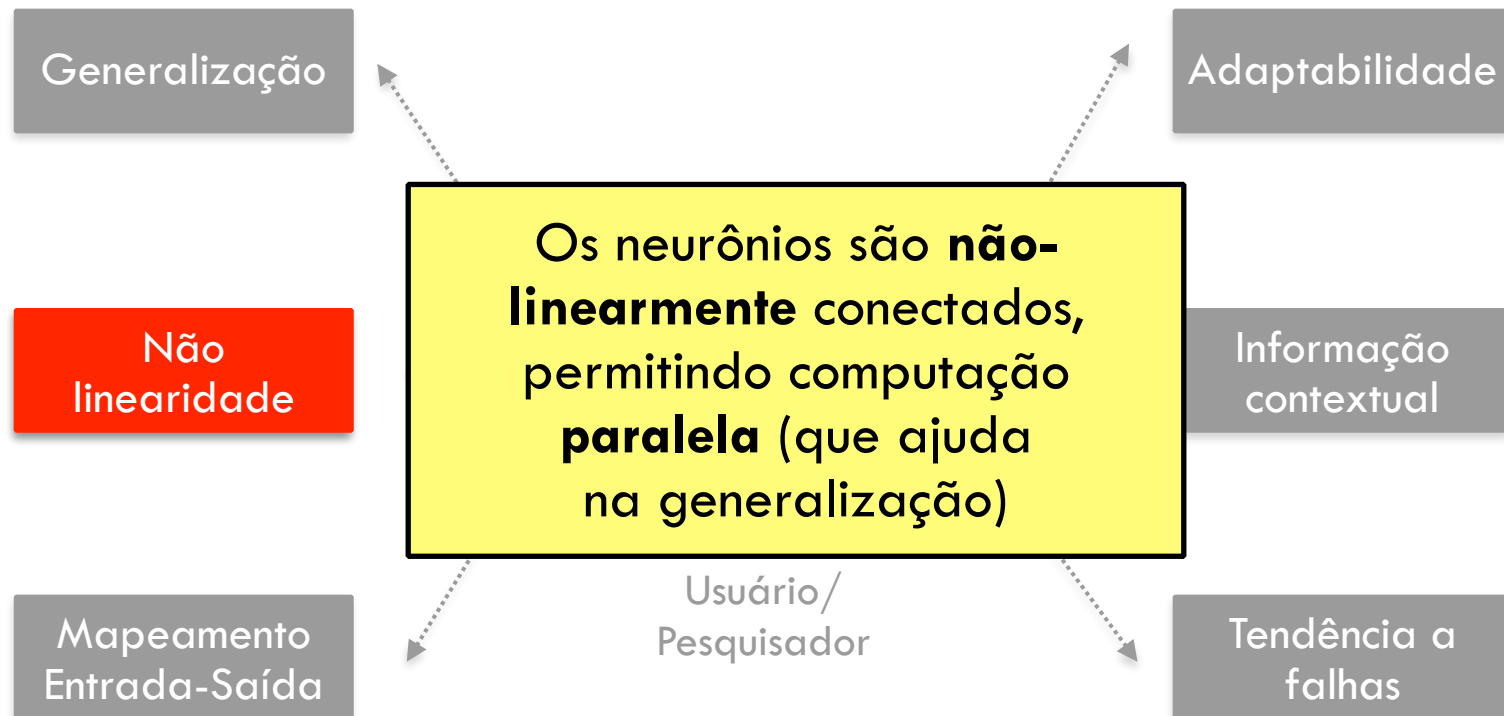 Generalização
Adaptabilidade
Os neurônios são não-
linearmente conectados,
permitindo computação
paralela (que ajuda
na generalização)
Não
linearidade
Informação
contextual
Usuário/
Pesquisador
Mapeamento
Entrada-Saída
Tendência a
falhas